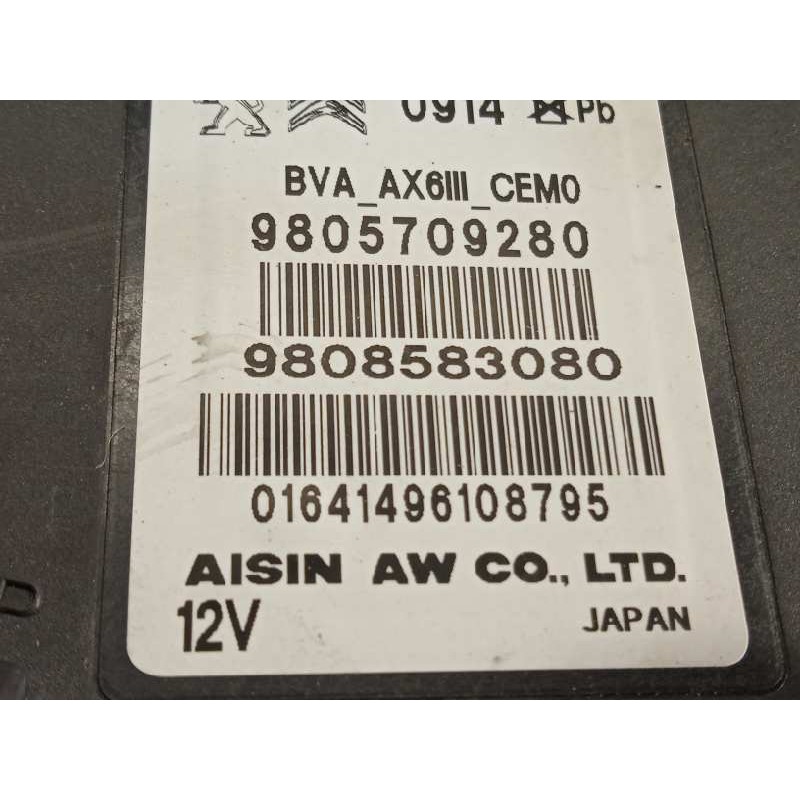 0914 Pb
BVA_AX6III_CEM0
9805709280
9808583080
01641496108795
AISIN AW CO., LTD.
12V JAPAN